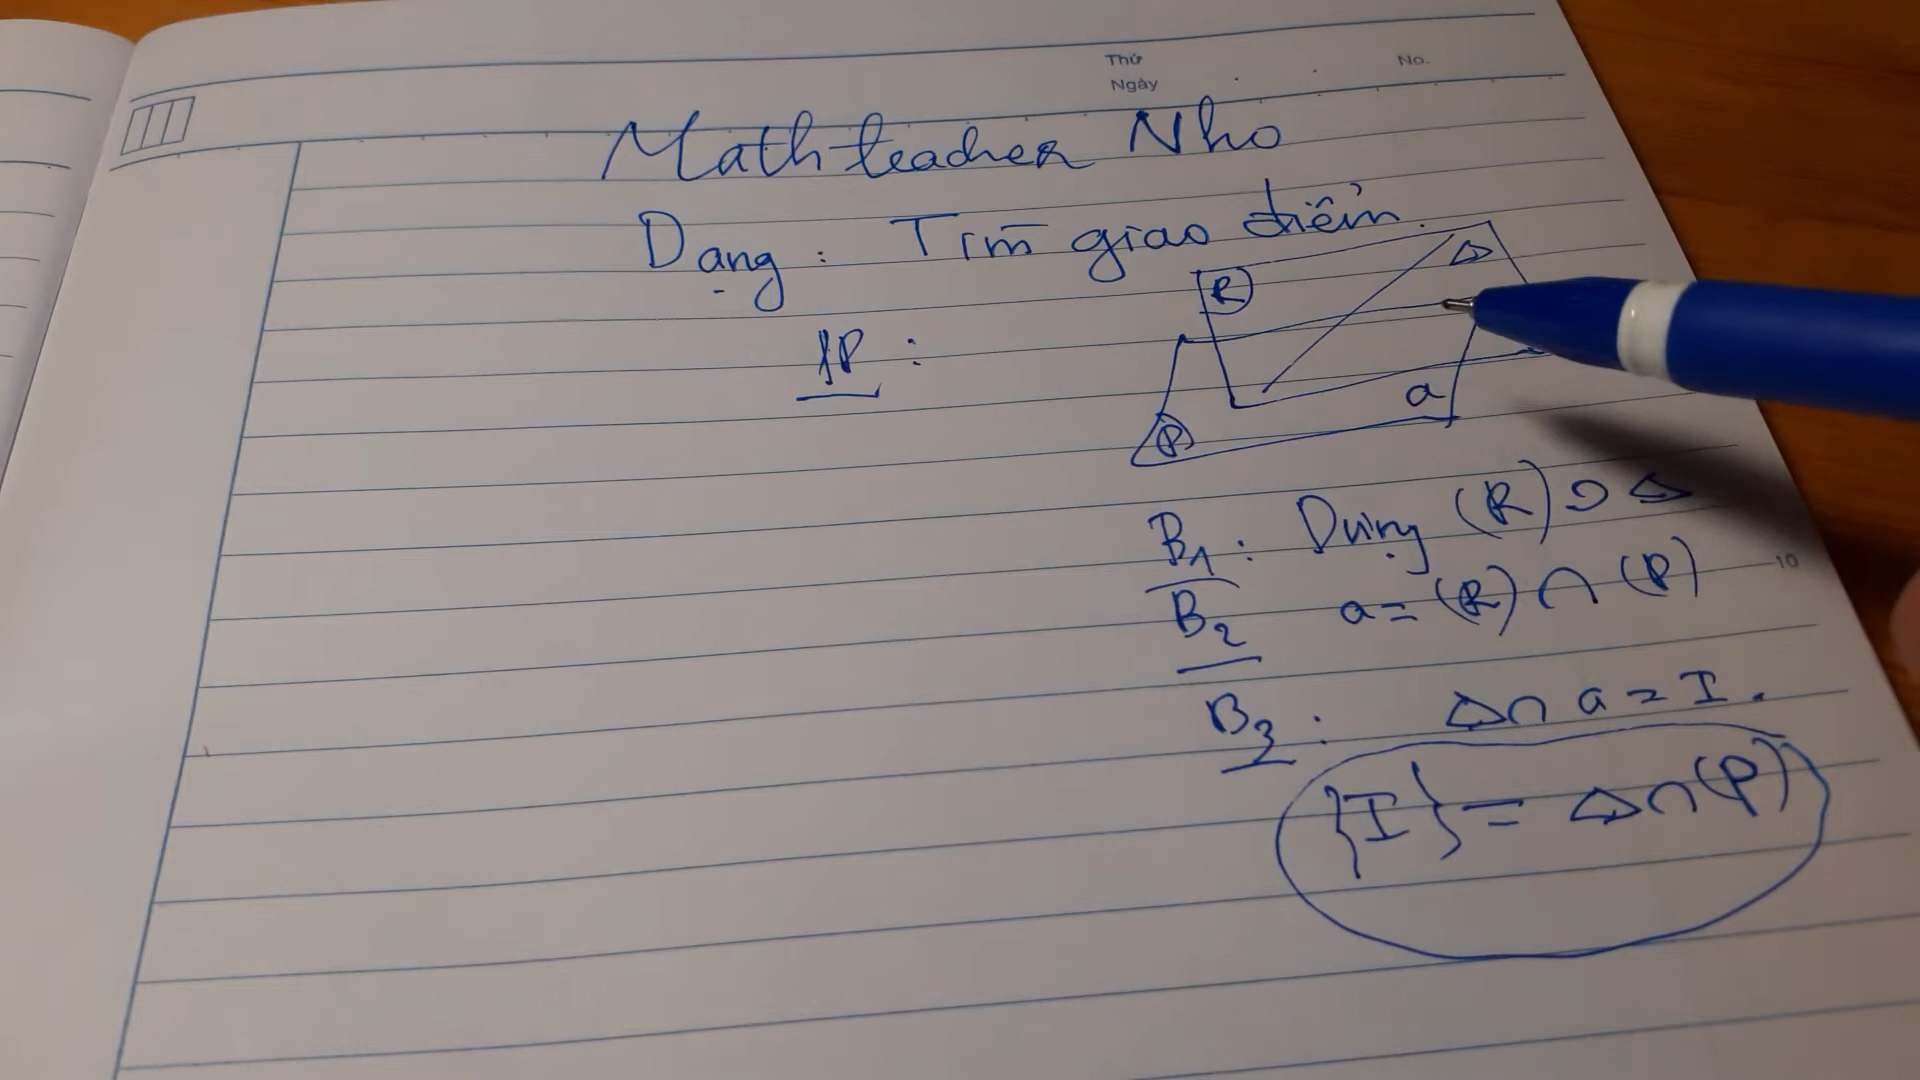 Thứ
Ngày
No.
Math teacher Nho
Dạng : Tìm giao điểm.
R
Δ
PP :
a
P
B1 : Dựng (R) ⊃ Δ
B2 a = (R) ∩ (P)
10
B3 : Δ ∩ a = I .
{I} = Δ ∩ (P)